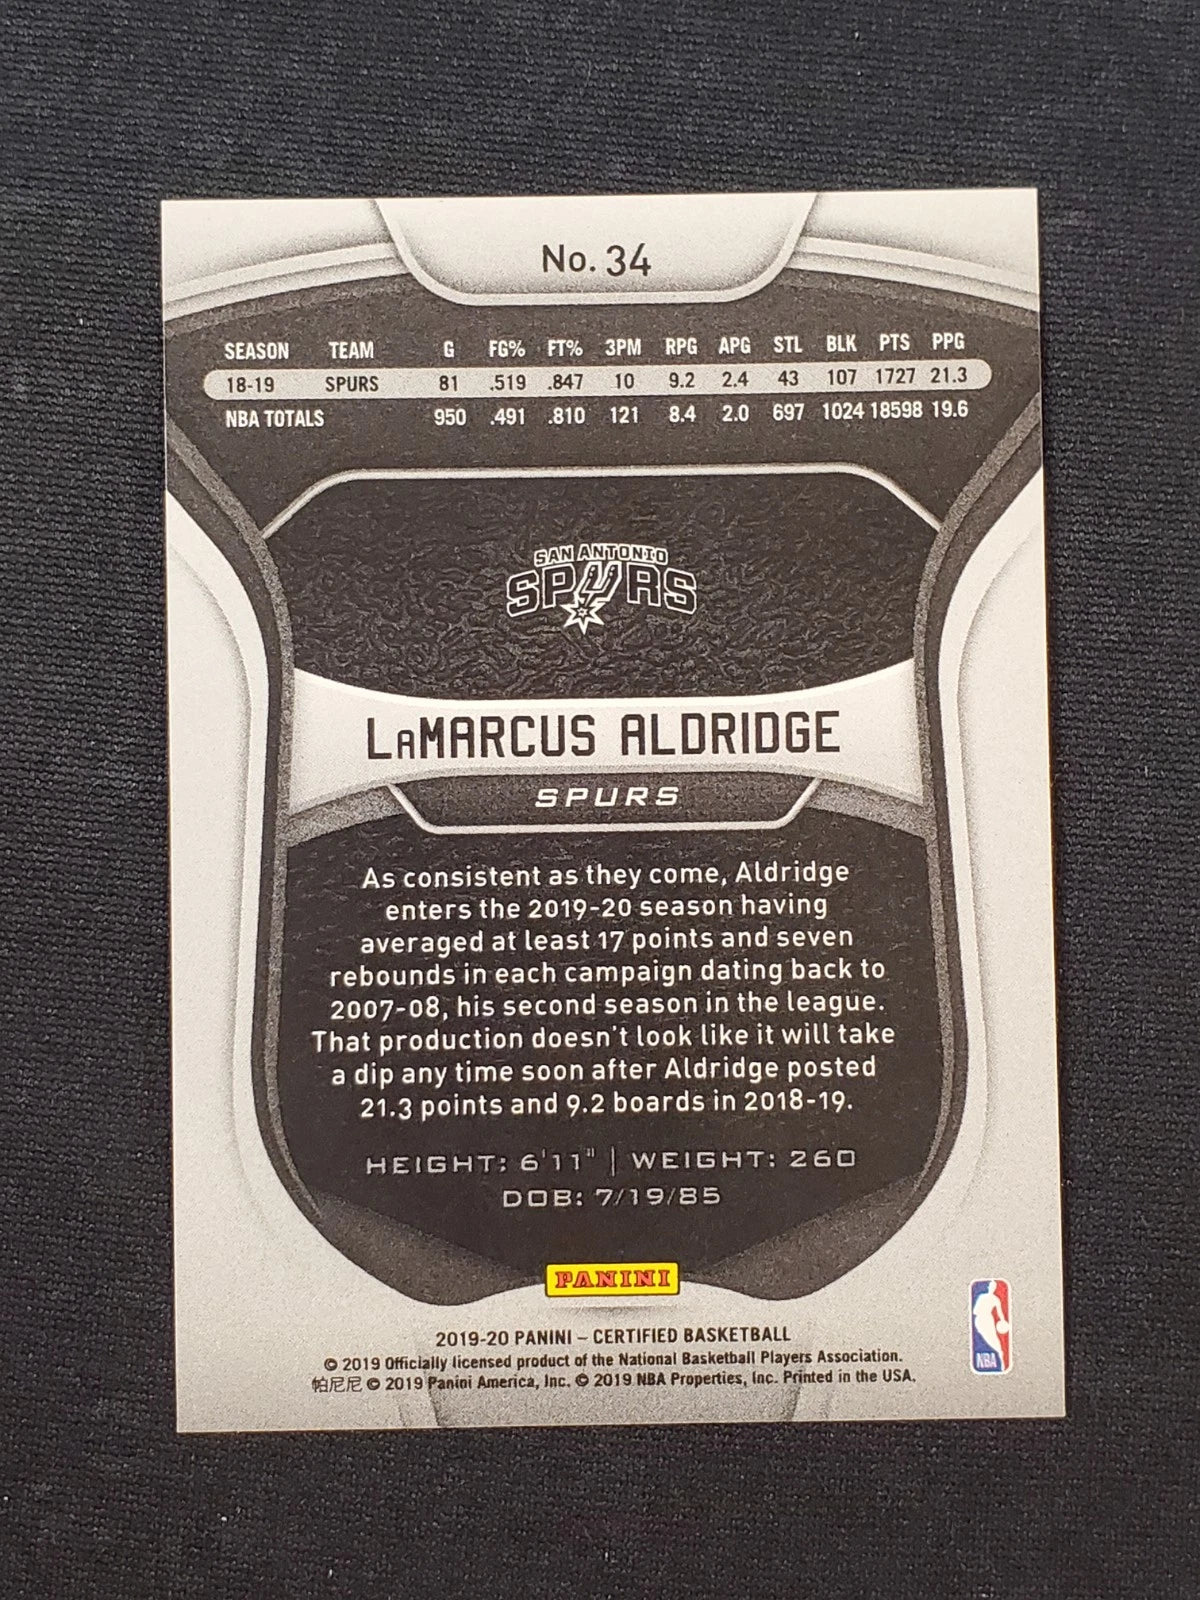 No. 34
SEASON TEAM G FG% FT% 3PM RPG APG STL BLK PTS PPG
18-19 SPURS 81 .519 .847 10 9.2 2.4 43 107 1727 21.3
NBA TOTALS 950 .491 .810 121 8.4 2.0 697 1024 18598 19.6
SAN ANTONIO
SPURS
LaMARCUS ALDRIDGE
SPURS
As consistent as they come, Aldridge
enters the 2019-20 season having
averaged at least 17 points and seven
rebounds in each campaign dating back to
2007-08, his second season in the league.
That production doesn't look like it will take
a dip any time soon after Aldridge posted
21.3 points and 9.2 boards in 2018-19.
HEIGHT: 6'11" | WEIGHT: 260
DOB: 7/19/85
PANINI
2019-20 PANINI – CERTIFIED BASKETBALL
© 2019 Officially licensed product of the National Basketball Players Association.
帕尼尼 © 2019 Panini America, Inc. © 2019 NBA Properties, Inc. Printed in the USA.
NBA